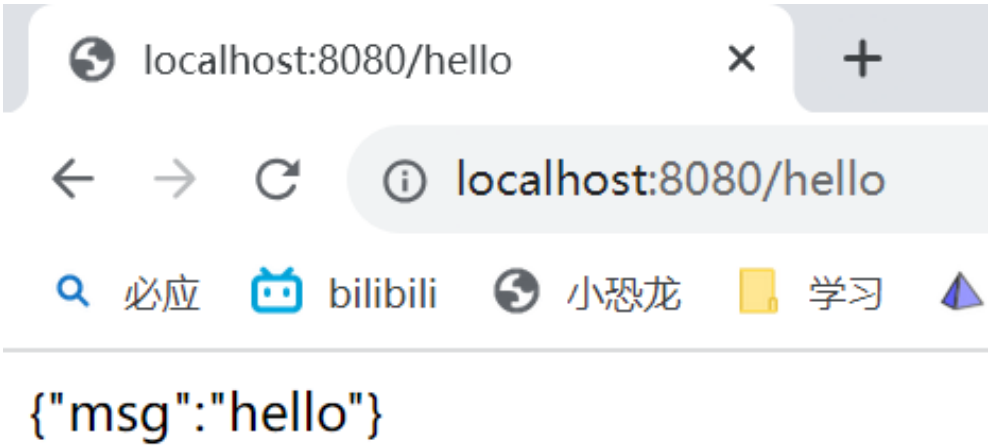 localhost:8080/hello
localhost:8080/hello
必应 bilibili 小恐龙 学习
{"msg":"hello"}